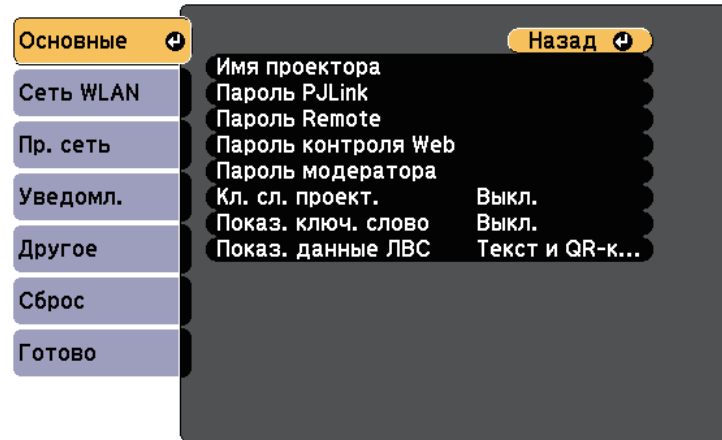 Основные
Сеть WLAN
Пр. сеть
Уведомл.
Другое
Сброс
Готово
Назад
Имя проектора
Пароль PJLink
Пароль Remote
Пароль контроля Web
Пароль модератора
Кл. сл. проект. Выкл.
Показ. ключ. слово Выкл.
Показ. данные ЛВС Текст и QR-к...